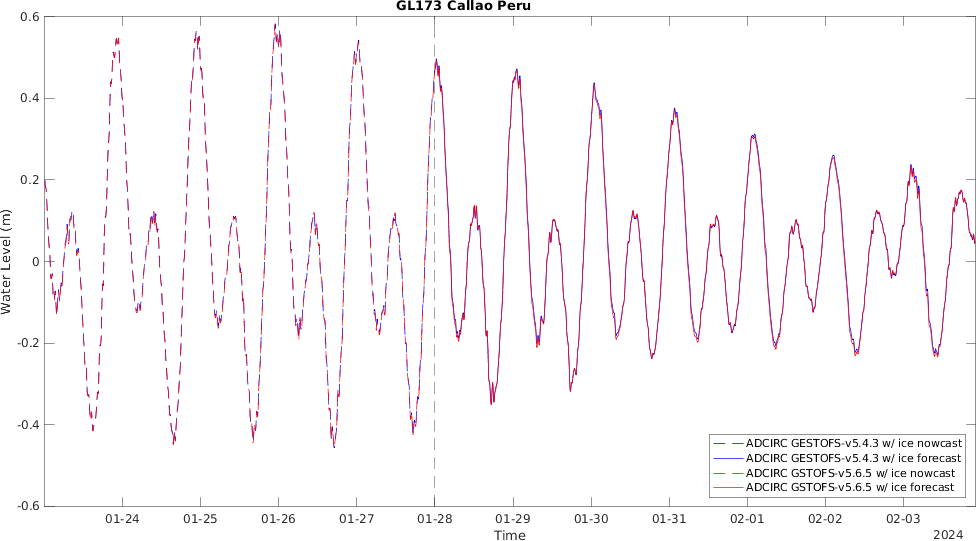 GL173 Callao Peru
0.6
0.4
0.2
0
-0.2
-0.4
-0.6
Water Level (m)
ADCIRC GESTOFS-v5.4.3 w/ ice nowcast
ADCIRC GESTOFS-v5.4.3 w/ ice forecast
ADCIRC GSTOFS-v5.6.5 w/ ice nowcast
ADCIRC GSTOFS-v5.6.5 w/ ice forecast
01-24 01-25 01-26 01-27 01-28 01-29 01-30 01-31 02-01 02-02 02-03
Time
2024